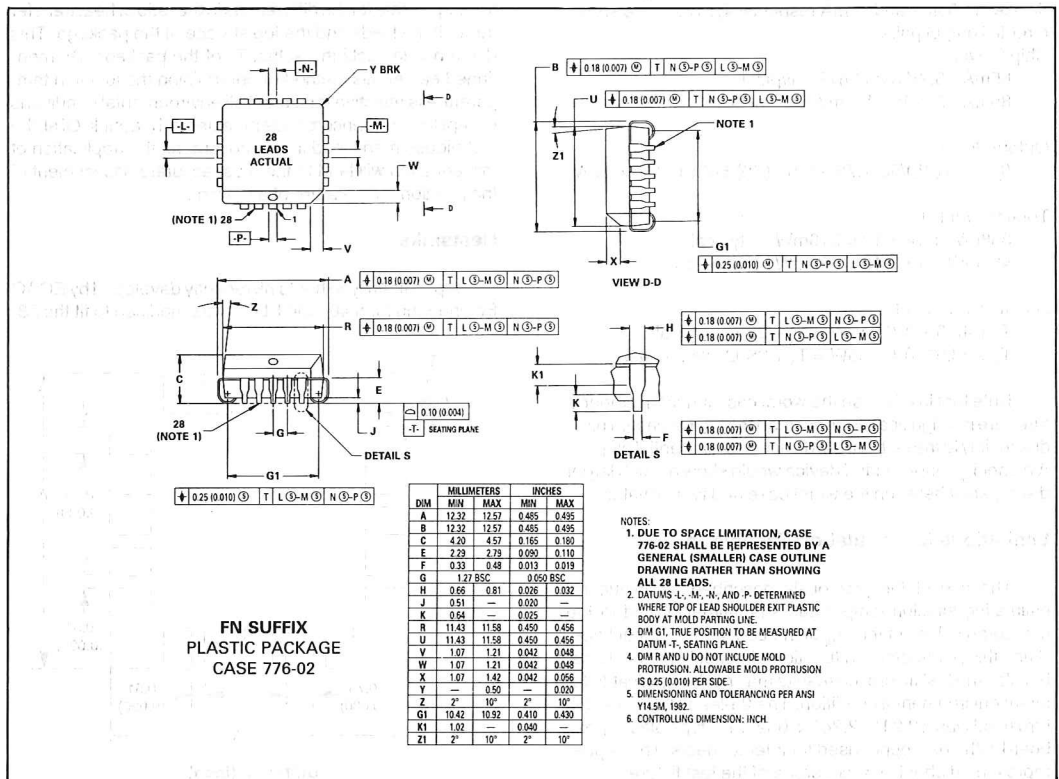 -N-
Y BRK
D
-L-
28
LEADS
ACTUAL
-M-
W
D
(NOTE 1) 28
1
-P-
V
B ⌖ 0.18 (0.007) Ⓜ T N Ⓢ–P Ⓢ L Ⓢ–M Ⓢ
U ⌖ 0.18 (0.007) Ⓜ T N Ⓢ–P Ⓢ L Ⓢ–M Ⓢ
NOTE 1
Z1
G1
X
⌖ 0.25 (0.010) Ⓜ T N Ⓢ–P Ⓢ L Ⓢ–M Ⓢ
VIEW D-D
A ⌖ 0.18 (0.007) Ⓜ T L Ⓢ–M Ⓢ N Ⓢ–P Ⓢ
Z
R ⌖ 0.18 (0.007) Ⓜ T L Ⓢ–M Ⓢ N Ⓢ–P Ⓢ
C
E
28
(NOTE 1)
G
J
⌓ 0.10 (0.004)
-T- SEATING PLANE
DETAIL S
G1
⌖ 0.25 (0.010) Ⓢ T L Ⓢ–M Ⓢ N Ⓢ–P Ⓢ
H
⌖ 0.18 (0.007) Ⓜ T L Ⓢ–M Ⓢ N Ⓢ–P Ⓢ
⌖ 0.18 (0.007) Ⓜ T N Ⓢ–P Ⓢ L Ⓢ–M Ⓢ
K1
K
F
⌖ 0.18 (0.007) Ⓜ T L Ⓢ–M Ⓢ N Ⓢ–P Ⓢ
⌖ 0.18 (0.007) Ⓜ T N Ⓢ–P Ⓢ L Ⓢ–M Ⓢ
DETAIL S
MILLIMETERS INCHES
DIM MIN MAX MIN MAX
A 12.32 12.57 0.485 0.495
B 12.32 12.57 0.485 0.495
C 4.20 4.57 0.165 0.180
E 2.29 2.79 0.090 0.110
F 0.33 0.48 0.013 0.019
G 1.27 BSC 0.050 BSC
H 0.66 0.81 0.026 0.032
J 0.51 — 0.020 —
K 0.64 — 0.025 —
R 11.43 11.58 0.450 0.456
U 11.43 11.58 0.450 0.456
V 1.07 1.21 0.042 0.048
W 1.07 1.21 0.042 0.048
X 1.07 1.42 0.042 0.056
Y — 0.50 — 0.020
Z 2° 10° 2° 10°
G1 10.42 10.92 0.410 0.430
K1 1.02 — 0.040 —
Z1 2° 10° 2° 10°
FN SUFFIX
PLASTIC PACKAGE
CASE 776-02
NOTES:
1. DUE TO SPACE LIMITATION, CASE
776-02 SHALL BE REPRESENTED BY A
GENERAL (SMALLER) CASE OUTLINE
DRAWING RATHER THAN SHOWING
ALL 28 LEADS.
2. DATUMS -L-, -M-, -N-, AND -P- DETERMINED
WHERE TOP OF LEAD SHOULDER EXIT PLASTIC
BODY AT MOLD PARTING LINE.
3. DIM G1, TRUE POSITION TO BE MEASURED AT
DATUM -T-, SEATING PLANE.
4. DIM R AND U DO NOT INCLUDE MOLD
PROTRUSION. ALLOWABLE MOLD PROTRUSION
IS 0.25 (0.010) PER SIDE.
5. DIMENSIONING AND TOLERANCING PER ANSI
Y14.5M, 1982.
6. CONTROLLING DIMENSION: INCH.